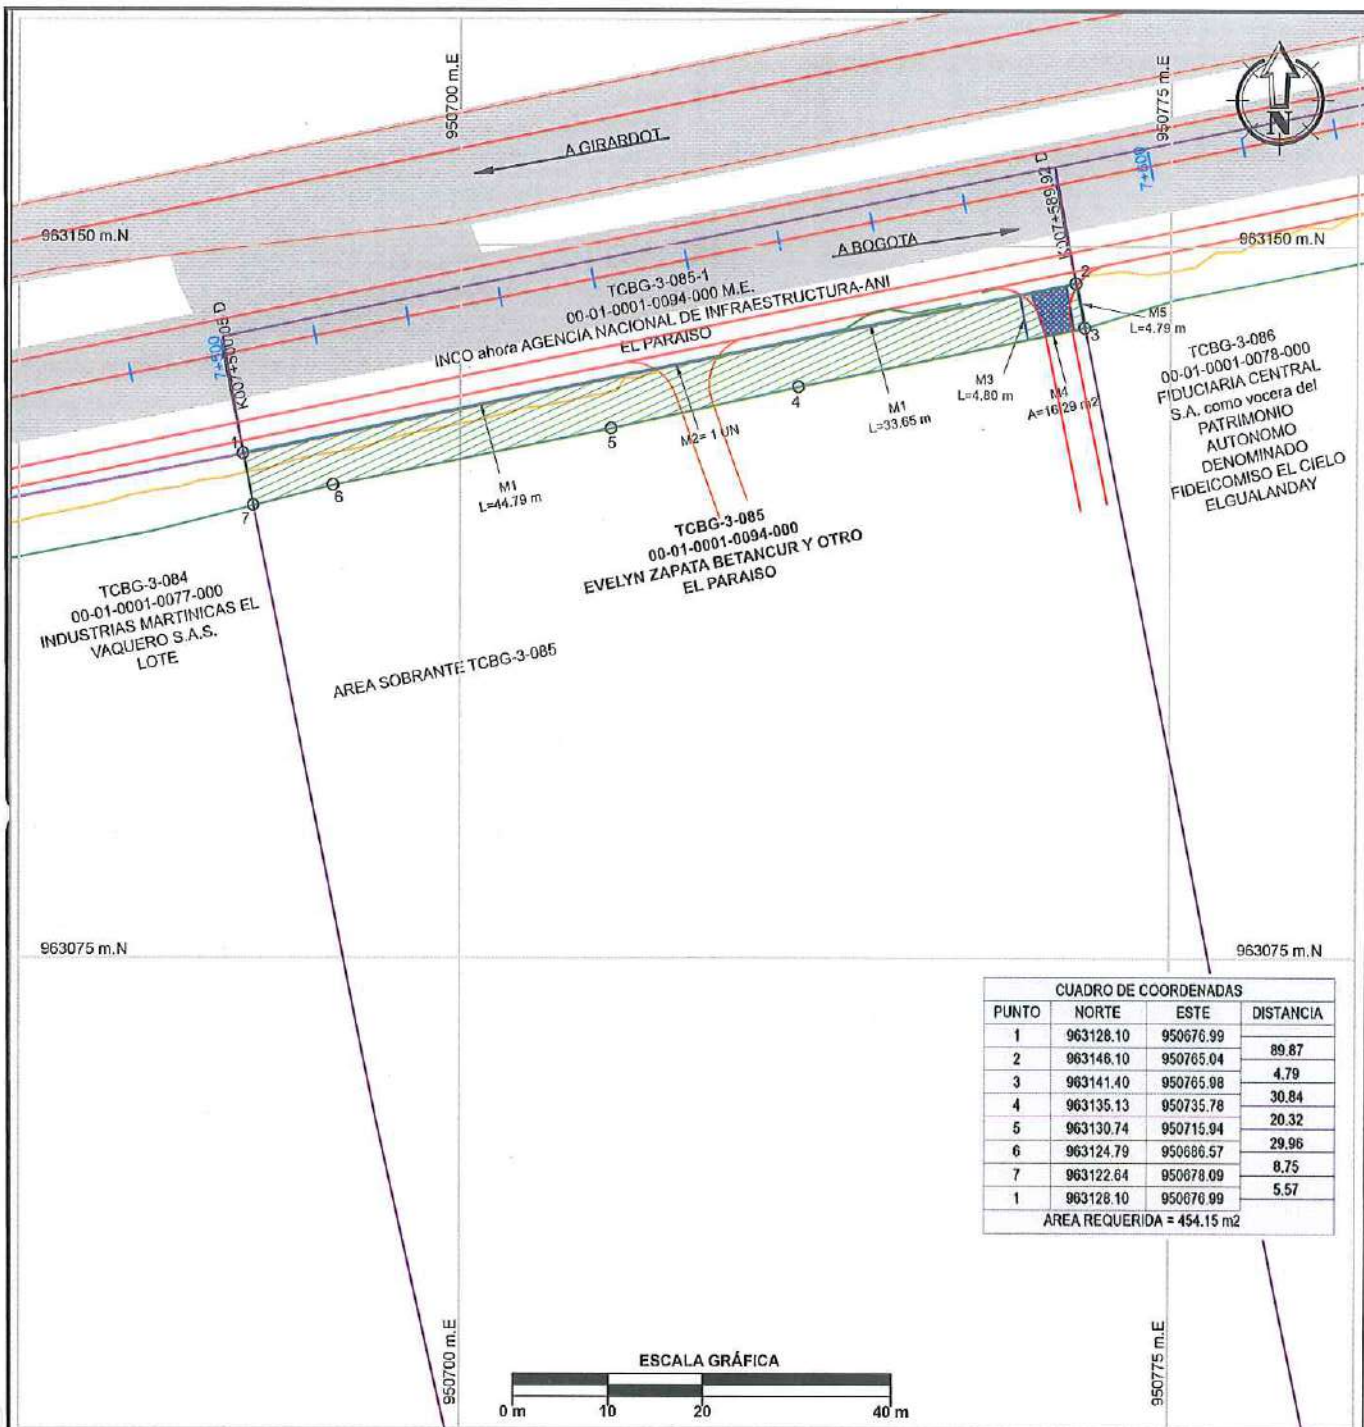 950700 m.E
950775 m.E
N
A GIRARDOT
963150 m.N
963150 m.N
A BOGOTA
K007+589.92 D
7+600
TCBG-3-085-1
00-01-0001-0094-000 M.E.
INCO ahora AGENCIA NACIONAL DE INFRAESTRUCTURA-ANI
EL PARAISO
7+500
1
2
3
4
5
6
7
M5
L=4.79 m
M3
L=4.80 m
M4
A=16.29 m2
M1
L=33.65 m
M2= 1 UN
M1
L=44.79 m
TCBG-3-086
00-01-0001-0078-000
FIDUCIARIA CENTRAL
S.A. como vocera del
PATRIMONIO
AUTONOMO
DENOMINADO
FIDEICOMISO EL CIELO
ELGUALANDAY
TCBG-3-085
00-01-0001-0094-000
EVELYN ZAPATA BETANCUR Y OTRO
EL PARAISO
TCBG-3-084
00-01-0001-0077-000
INDUSTRIAS MARTINICAS EL
VAQUERO S.A.S.
LOTE
AREA SOBRANTE TCBG-3-085
963075 m.N
963075 m.N
CUADRO DE COORDENADAS
PUNTO NORTE ESTE DISTANCIA
1 963128.10 950676.99
89.87
2 963146.10 950765.04
4.79
3 963141.40 950765.98
30.84
4 963135.13 950735.78
20.32
5 963130.74 950715.94
29.96
6 963124.79 950686.57
8.75
7 963122.64 950678.09
5.57
1 963128.10 950676.99
AREA REQUERIDA = 454.15 m2
950700 m.E
950775 m.E
ESCALA GRÁFICA
0 m 10 20 40 m